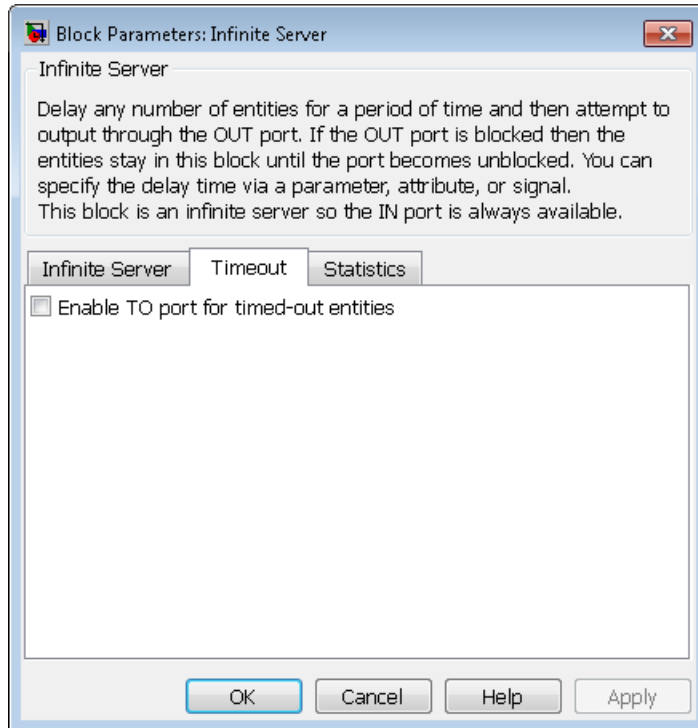 Block Parameters: Infinite Server
Infinite Server
Delay any number of entities for a period of time and then attempt to
output through the OUT port. If the OUT port is blocked then the
entities stay in this block until the port becomes unblocked. You can
specify the delay time via a parameter, attribute, or signal.
This block is an infinite server so the IN port is always available.
Infinite Server Timeout Statistics
Enable TO port for timed-out entities
OK Cancel Help Apply